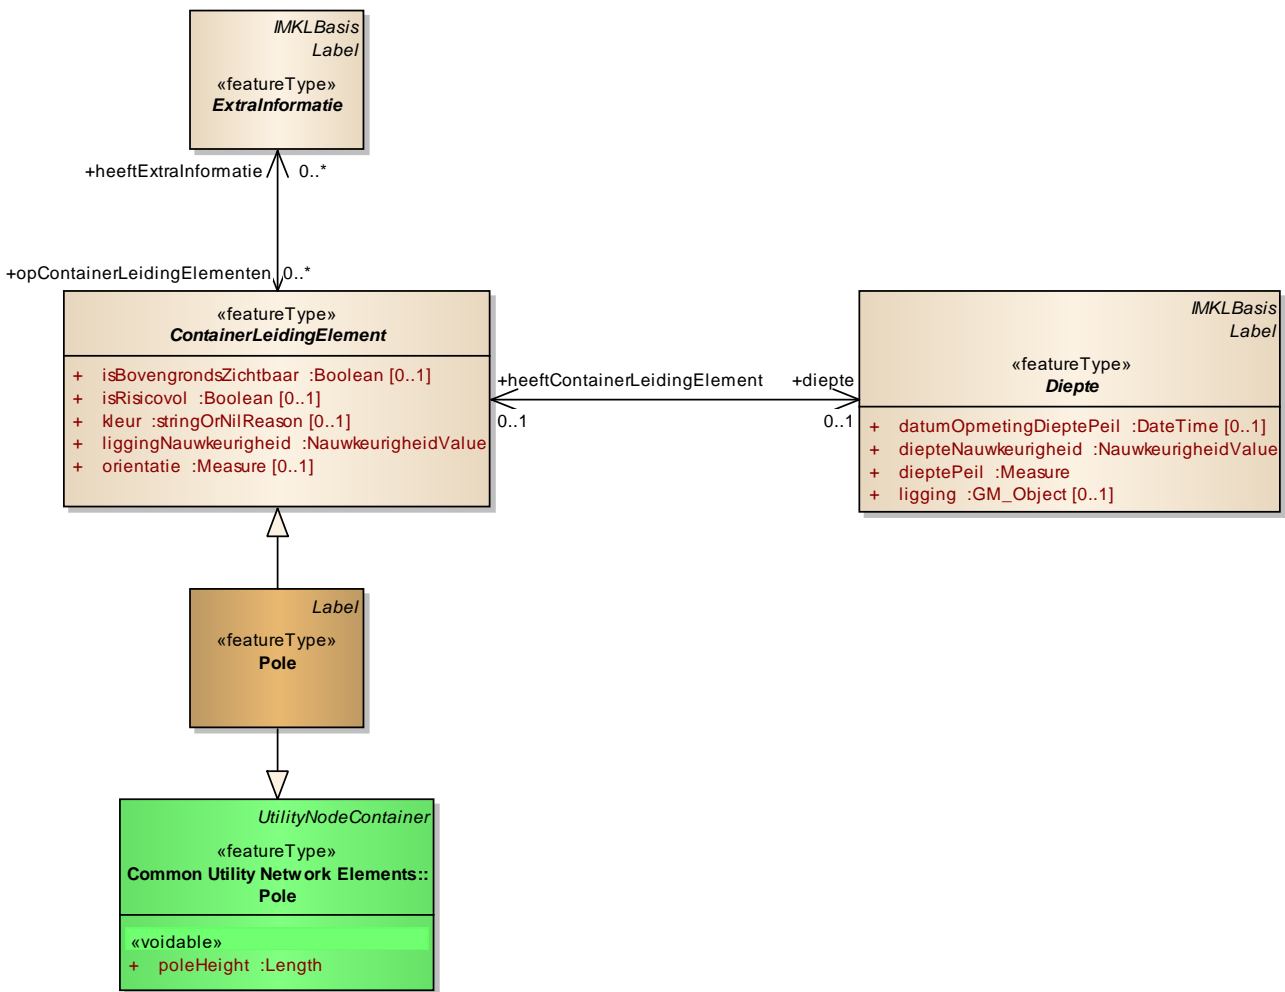 IMKLBasis
Label
«featureType»
ExtraInformatie
+heeftExtraInformatie 0..*
+opContainerLeidingElementen 0..*
«featureType»
ContainerLeidingElement
+ isBovengrondsZichtbaar :Boolean [0..1]
+ isRisicovol :Boolean [0..1]
+ kleur :stringOrNilReason [0..1]
+ liggingNauwkeurigheid :NauwkeurigheidValue
+ orientatie :Measure [0..1]
+heeftContainerLeidingElement +diepte
0..1 0..1
IMKLBasis
Label
«featureType»
Diepte
+ datumOpmetingDieptePeil :DateTime [0..1]
+ diepteNauwkeurigheid :NauwkeurigheidValue
+ dieptePeil :Measure
+ ligging :GM_Object [0..1]
Label
«featureType»
Pole
UtilityNodeContainer
«featureType»
Common Utility Network Elements::
Pole
«voidable»
+ poleHeight :Length